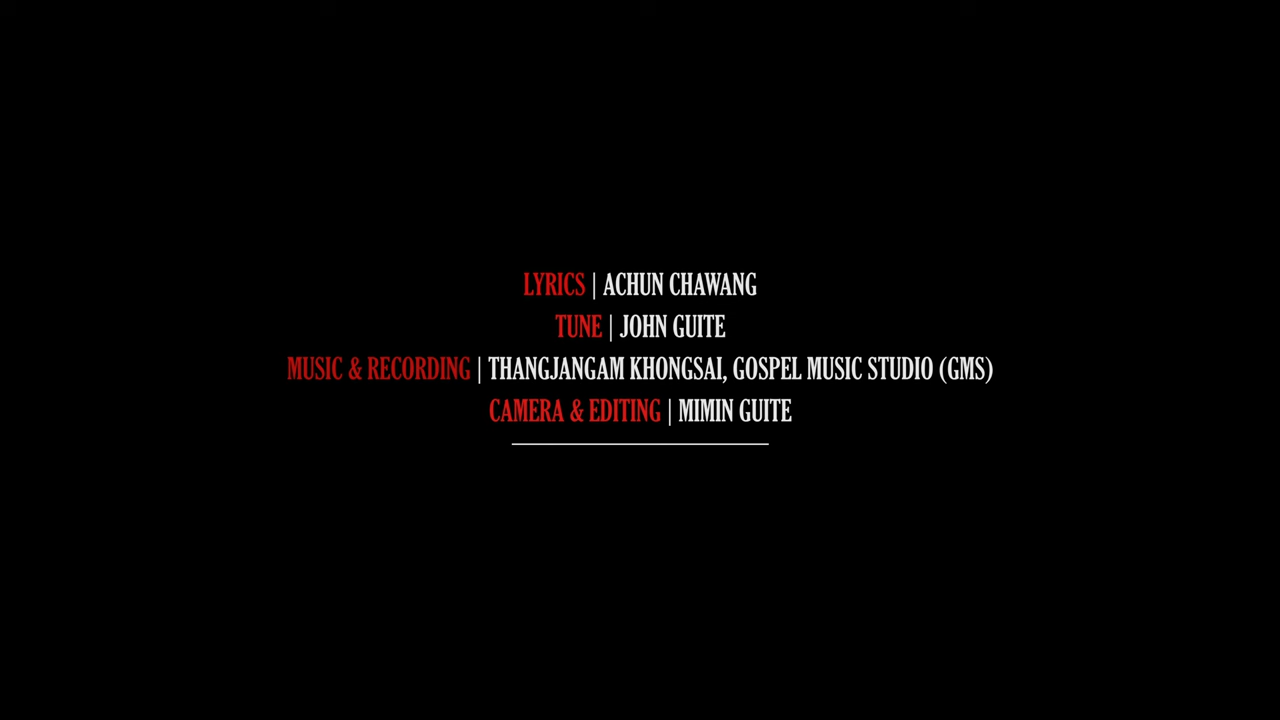 LYRICS | ACHUN CHAWANG
TUNE | JOHN GUITE
MUSIC & RECORDING | THANGJANGAM KHONGSAI, GOSPEL MUSIC STUDIO (GMS)
CAMERA & EDITING | MIMIN GUITE